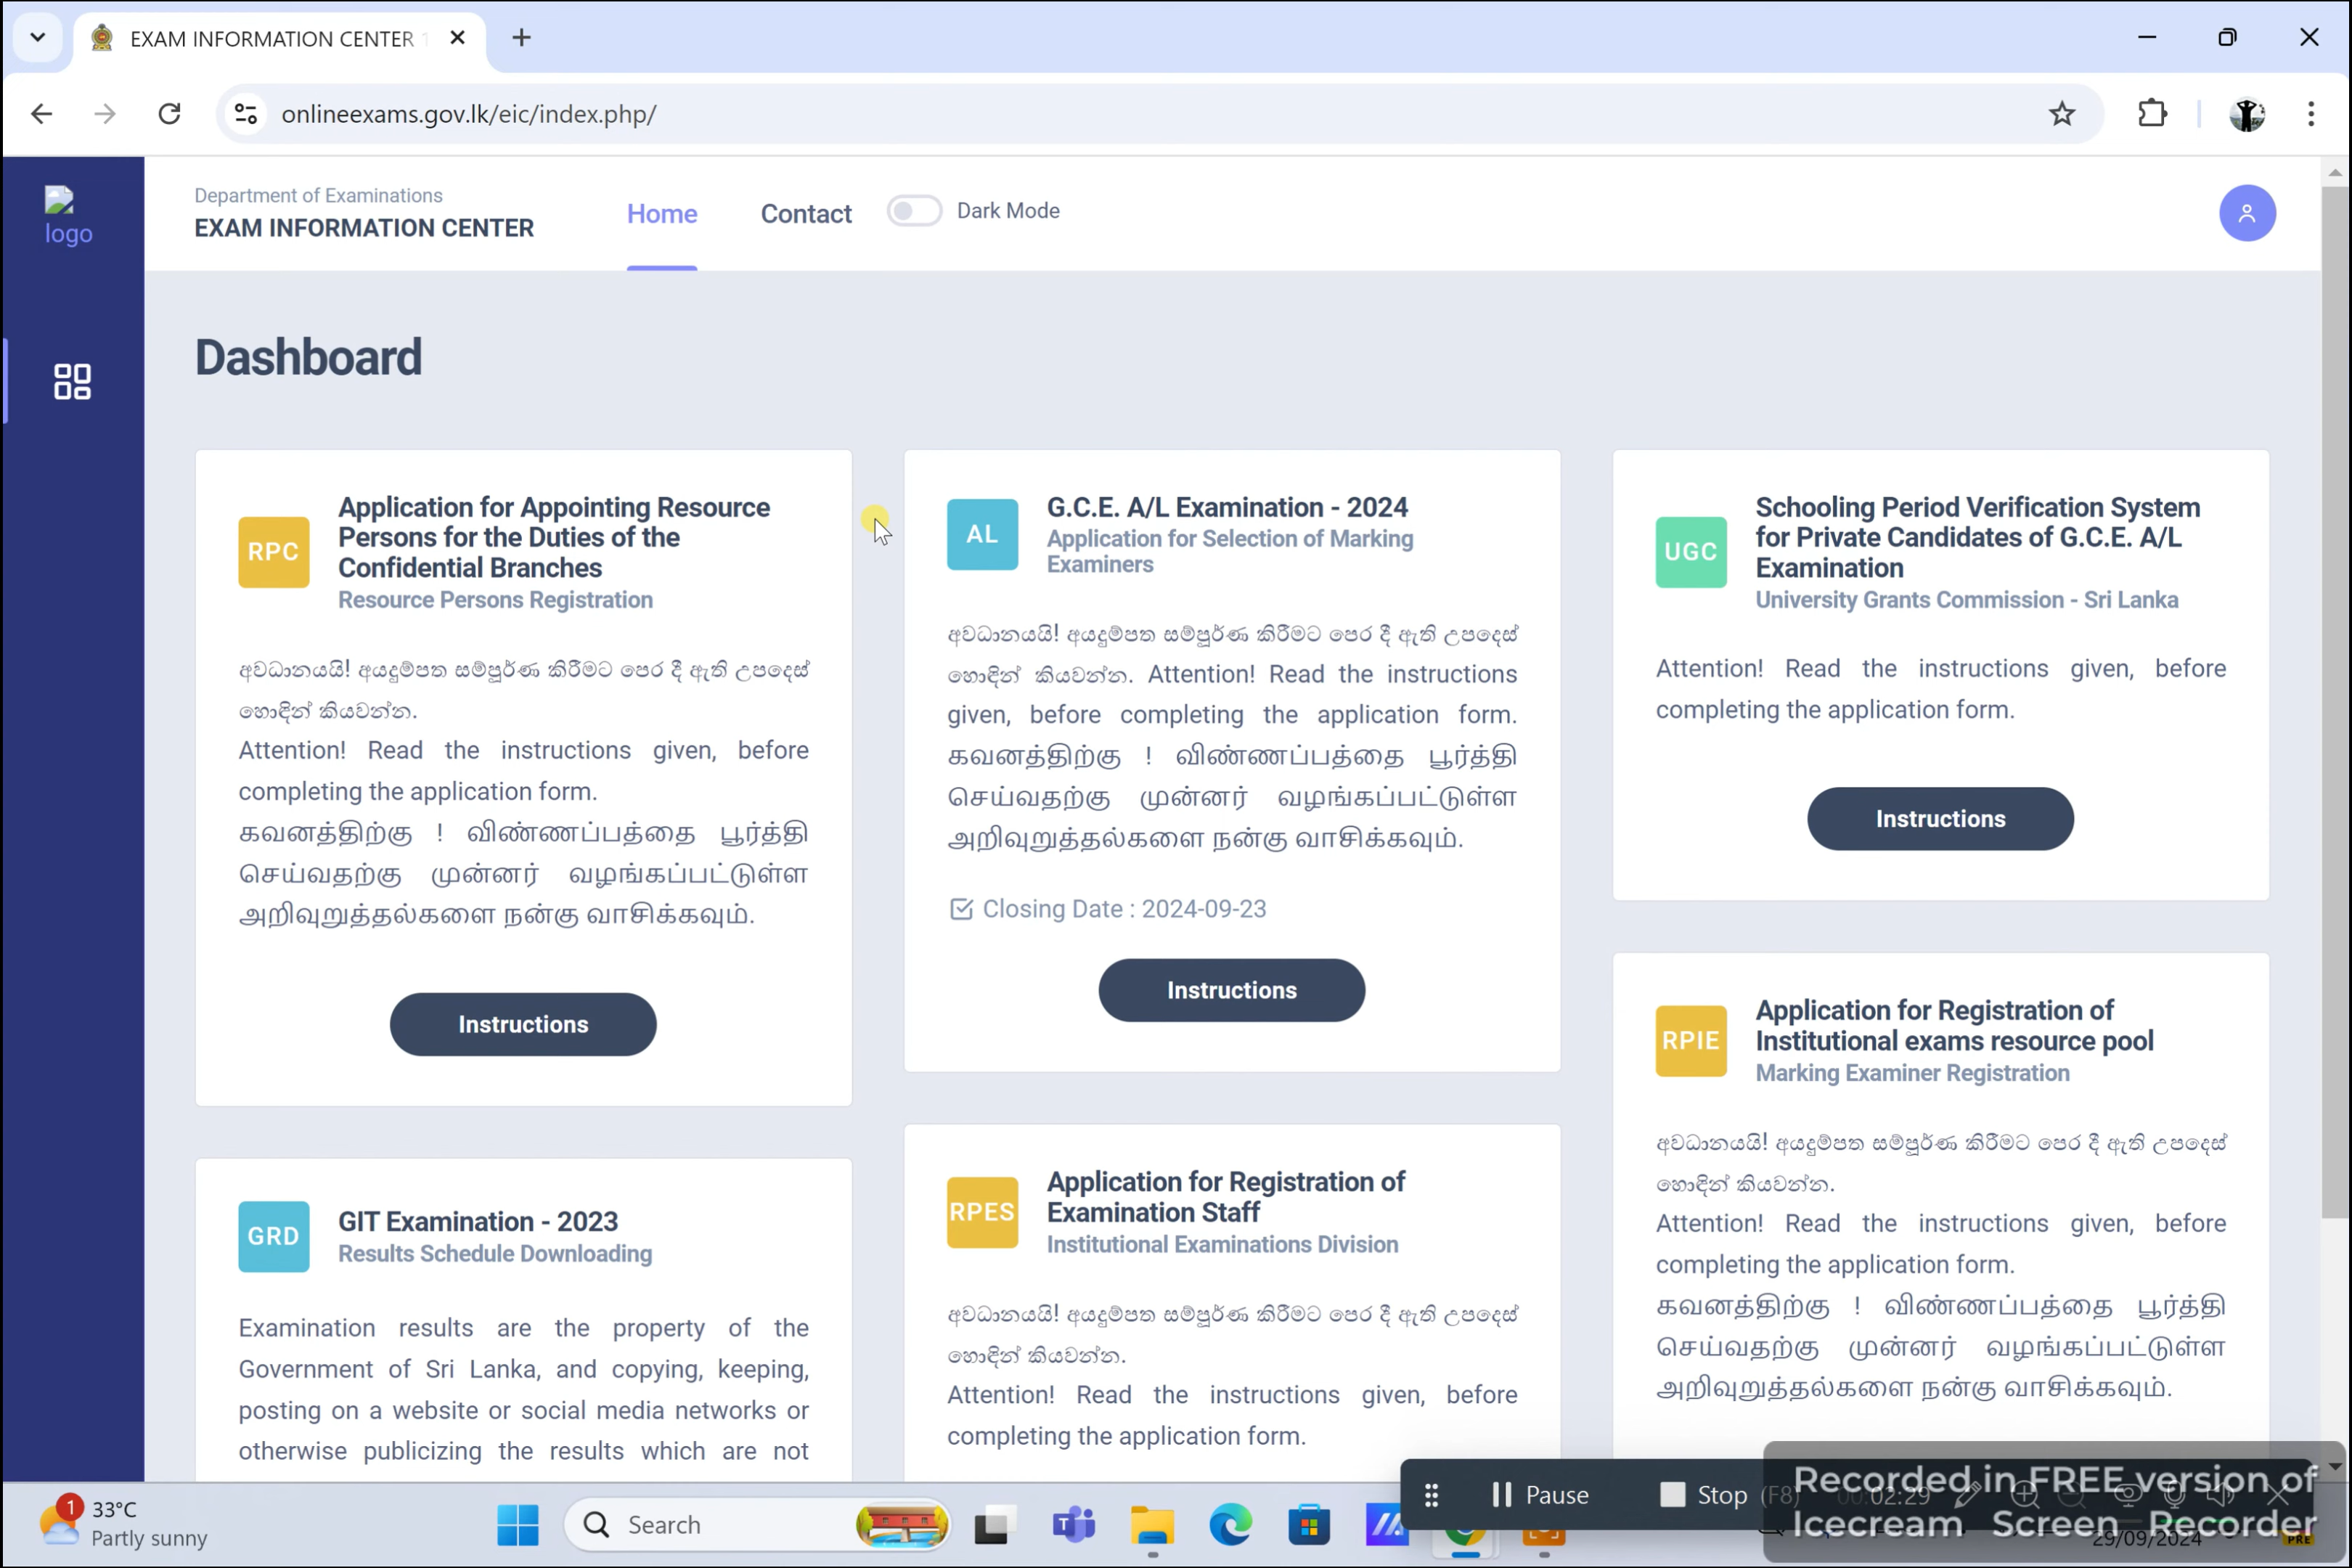 EXAM INFORMATION CENTER
onlineexams.gov.lk/eic/index.php/
logo
Department of Examinations
EXAM INFORMATION CENTER
Home
Contact
Dark Mode
Dashboard
RPC
Application for Appointing Resource
Persons for the Duties of the
Confidential Branches
Resource Persons Registration
අවධානයයි! අයදුම්පත සම්පූර්ණ කිරීමට පෙර දී ඇති උපදෙස්
හොඳින් කියවන්න.
Attention! Read the instructions given, before
completing the application form.
கவனத்திற்கு ! விண்ணப்பத்தை பூர்த்தி
செய்வதற்கு முன்னர் வழங்கப்பட்டுள்ள
அறிவுறுத்தல்களை நன்கு வாசிக்கவும்.
Instructions
AL
G.C.E. A/L Examination - 2024
Application for Selection of Marking
Examiners
අවධානයයි! අයදුම්පත සම්පූර්ණ කිරීමට පෙර දී ඇති උපදෙස්
හොඳින් කියවන්න. Attention! Read the instructions
given, before completing the application form.
கவனத்திற்கு ! விண்ணப்பத்தை பூர்த்தி
செய்வதற்கு முன்னர் வழங்கப்பட்டுள்ள
அறிவுறுத்தல்களை நன்கு வாசிக்கவும்.
Closing Date : 2024-09-23
Instructions
UGC
Schooling Period Verification System
for Private Candidates of G.C.E. A/L
Examination
University Grants Commission - Sri Lanka
Attention! Read the instructions given, before
completing the application form.
Instructions
GRD
GIT Examination - 2023
Results Schedule Downloading
Examination results are the property of the
Government of Sri Lanka, and copying, keeping,
posting on a website or social media networks or
otherwise publicizing the results which are not
RPES
Application for Registration of
Examination Staff
Institutional Examinations Division
අවධානයයි! අයදුම්පත සම්පූර්ණ කිරීමට පෙර දී ඇති උපදෙස්
හොඳින් කියවන්න.
Attention! Read the instructions given, before
completing the application form.
RPIE
Application for Registration of
Institutional exams resource pool
Marking Examiner Registration
අවධානයයි! අයදුම්පත සම්පූර්ණ කිරීමට පෙර දී ඇති උපදෙස්
හොඳින් කියවන්න.
Attention! Read the instructions given, before
completing the application form.
கவனத்திற்கு ! விண்ணப்பத்தை பூர்த்தி
செய்வதற்கு முன்னர் வழங்கப்பட்டுள்ள
அறிவுறுத்தல்களை நன்கு வாசிக்கவும்.
Pause
Stop (F8)
02:29
Recorded in FREE version of
Icecream Screen Recorder
1
33°C
Partly sunny
Search
29/09/2024
PRE